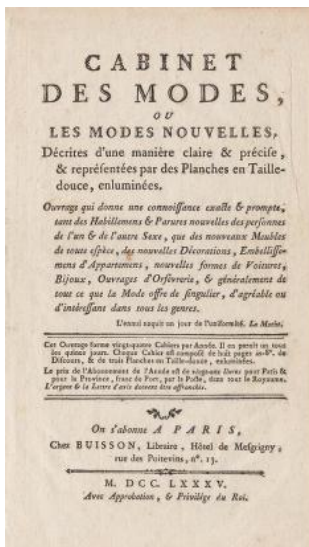 CABINET
DES MODES,
OU
LES MODES NOUVELLES,
Décrites d'une manière claire & précise,
& représentées par des Planches en Taille-
douce, enluminées.
Ouvrage qui donne une connoissance exacte & prompte,
tant des Habillemens & Parures nouvelles des personnes
de l'un & de l'autre Sexe, que des nouveaux Meubles
de toute espèce, des nouvelles Décorations, Embellisse-
mens d'Appartemens, nouvelles formes de Voitures,
Bijoux, Ouvrages d'Orfévrerie, & généralement de
tout ce que la Mode offre de singulier, d'agréable ou
d'intéressant dans tous les genres.
L'ennui naquit un jour de l'uniformité. La Motte.
Cet Ouvrage forme vingt-quatre Cahiers par Année. Il en paroît un tous
les quinze jours. Chaque Cahier est composé de huit pages in-8°. de
Discours, & de trois Planches en Taille-douce, enluminées.
Le prix de l'Abonnement de l'Année est de vingt-une livres pour Paris &
pour la Province, franc de Port, par la Poste, dans tout le Royaume.
L'argent & la Lettre d'avis doivent être affranchis.
On s'abonne A PARIS,
Chez BUISSON, Libraire, Hôtel de Mesgrigny,
rue des Poitevins, n°. 13.
M. DCC. LXXXV.
Avec Approbation, & Privilége du Roi.